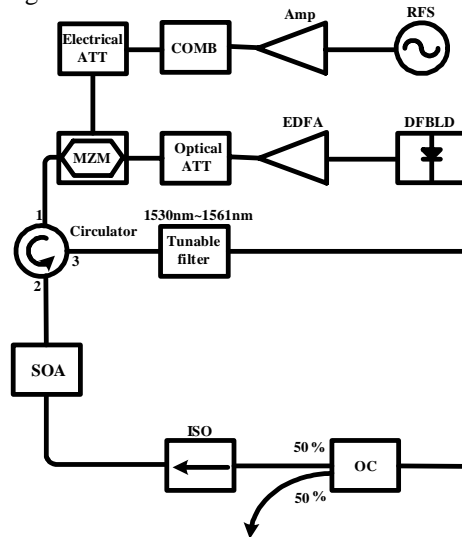 g
Amp
RFS
Electrical
ATT
COMB
EDFA
DFBLD
MZM
Optical
ATT
1
Circulator
1530nm~1561nm
3
Tunable
filter
2
SOA
ISO
50%
OC
50%